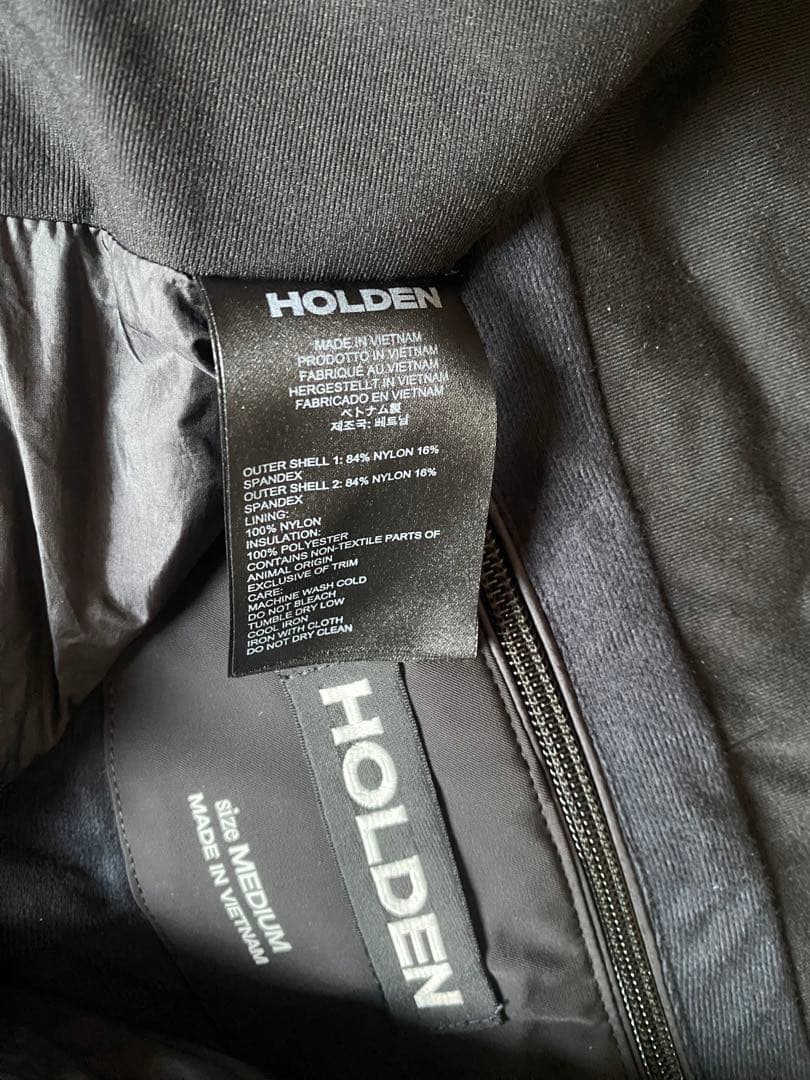 HOLDEN
MADE IN VIETNAM
PRODOTTO IN VIETNAM
FABRIQUÉ AU VIETNAM
HERGESTELLT IN VIETNAM
FABRICADO EN VIETNAM
ベトナム製
제조국: 베트남
OUTER SHELL 1: 84% NYLON 16%
SPANDEX
OUTER SHELL 2: 84% NYLON 16%
SPANDEX
LINING:
100% NYLON
INSULATION:
100% POLYESTER
CONTAINS NON-TEXTILE PARTS OF
ANIMAL ORIGIN
EXCLUSIVE OF TRIM
CARE:
MACHINE WASH COLD
DO NOT BLEACH
TUMBLE DRY LOW
COOL IRON
IRON WITH CLOTH
DO NOT DRY CLEAN
HOLDEN
size MEDIUM
MADE IN VIETNAM